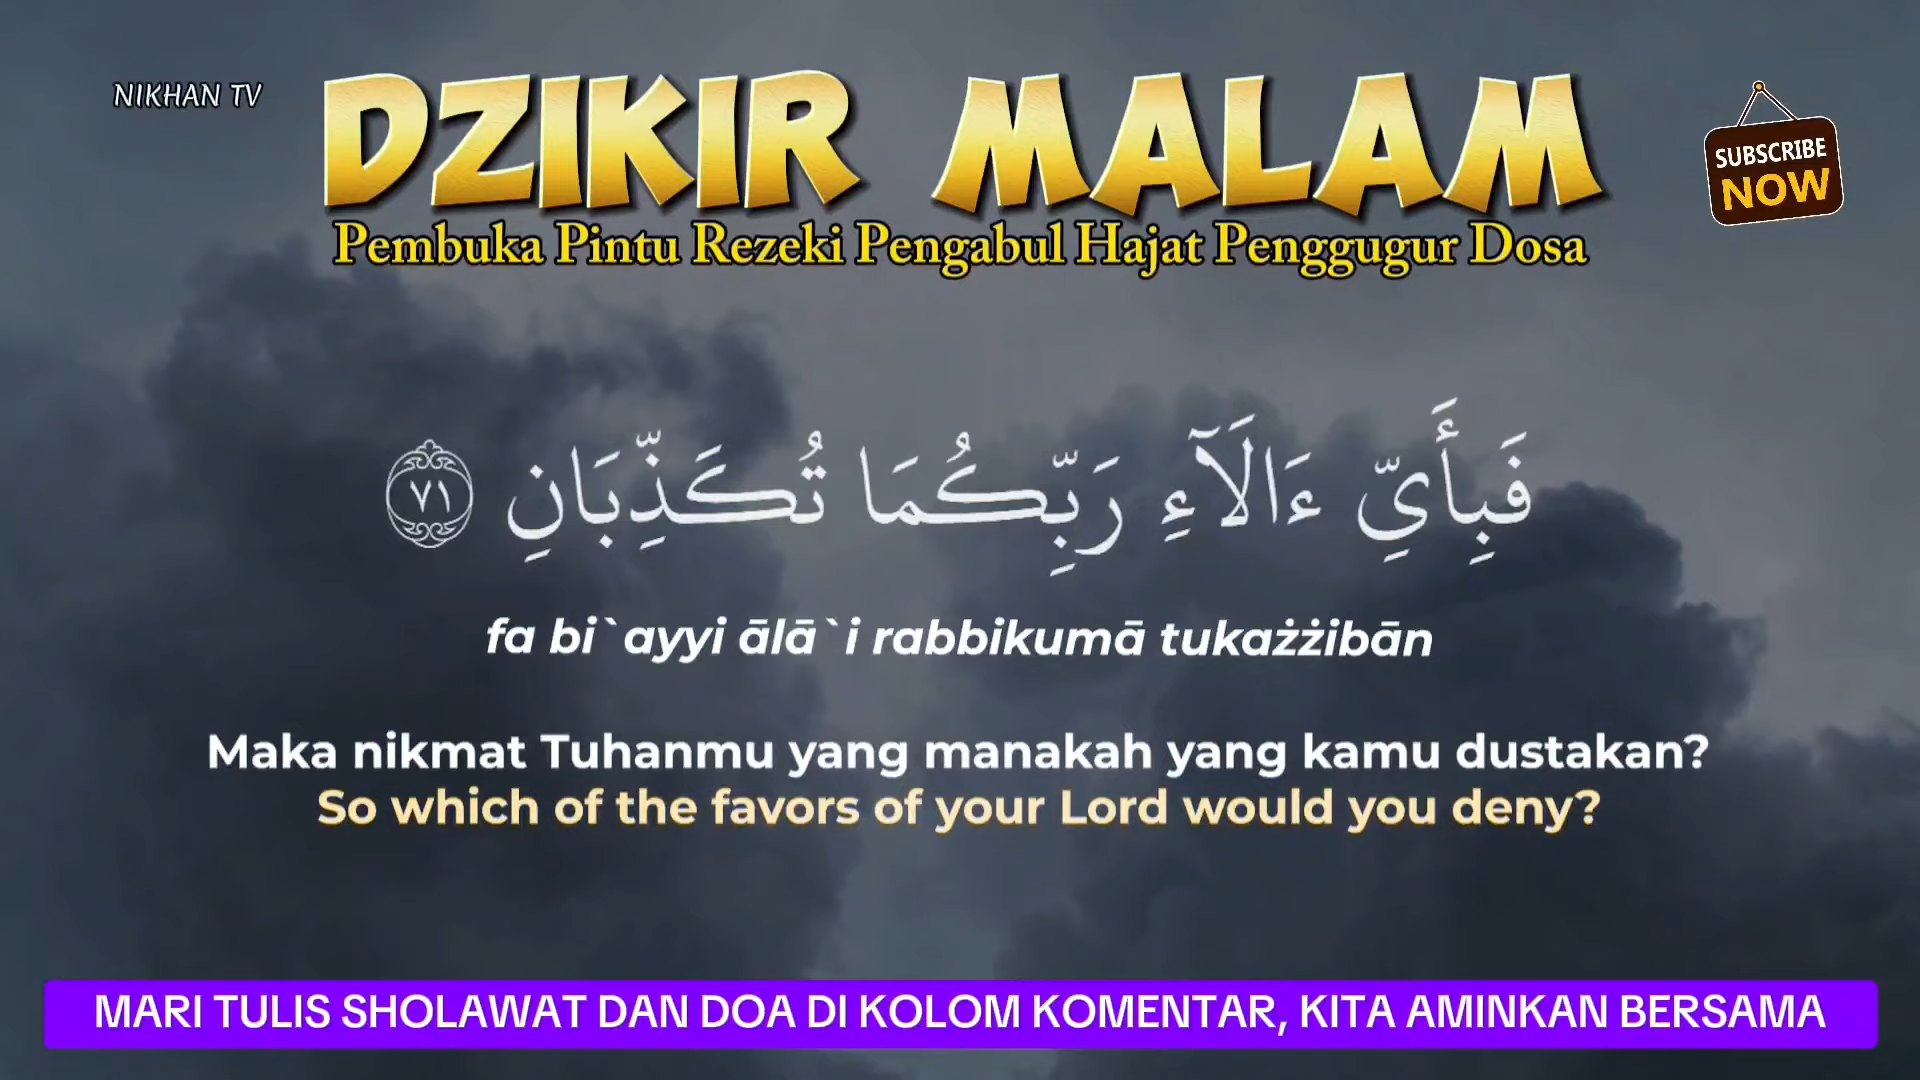 NIKHAN TV
DZIKIR MALAM
SUBSCRIBE
NOW
Pembuka Pintu Rezeki Pengabul Hajat Penggugur Dosa
فَبِأَيِّ ءَالَآءِ رَبِّكُمَا تُكَذِّبَانِ ٧١
fa bi`ayyi ālā`i rabbikumā tukażżibān
Maka nikmat Tuhanmu yang manakah yang kamu dustakan?
So which of the favors of your Lord would you deny?
MARI TULIS SHOLAWAT DAN DOA DI KOLOM KOMENTAR, KITA AMINKAN BERSAMA